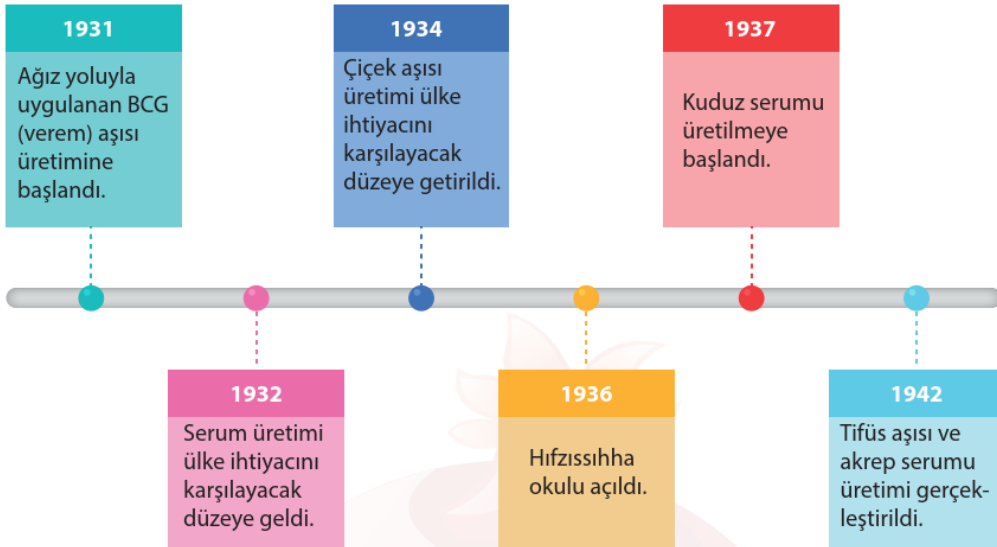 1931
Ağız yoluyla
uygulanan BCG
(verem) aşısı
üretimine
başlandı.
1932
Serum üretimi
ülke ihtiyacını
karşılayacak
düzeye geldi.
1934
Çiçek aşısı
üretimi ülke
ihtiyacını
karşılayacak
düzeye getirildi.
1936
Hıfzıssıhha
okulu açıldı.
1937
Kuduz serumu
üretilmeye
başlandı.
1942
Tifüs aşısı ve
akrep serumu
üretimi gerçek-
leştirildi.